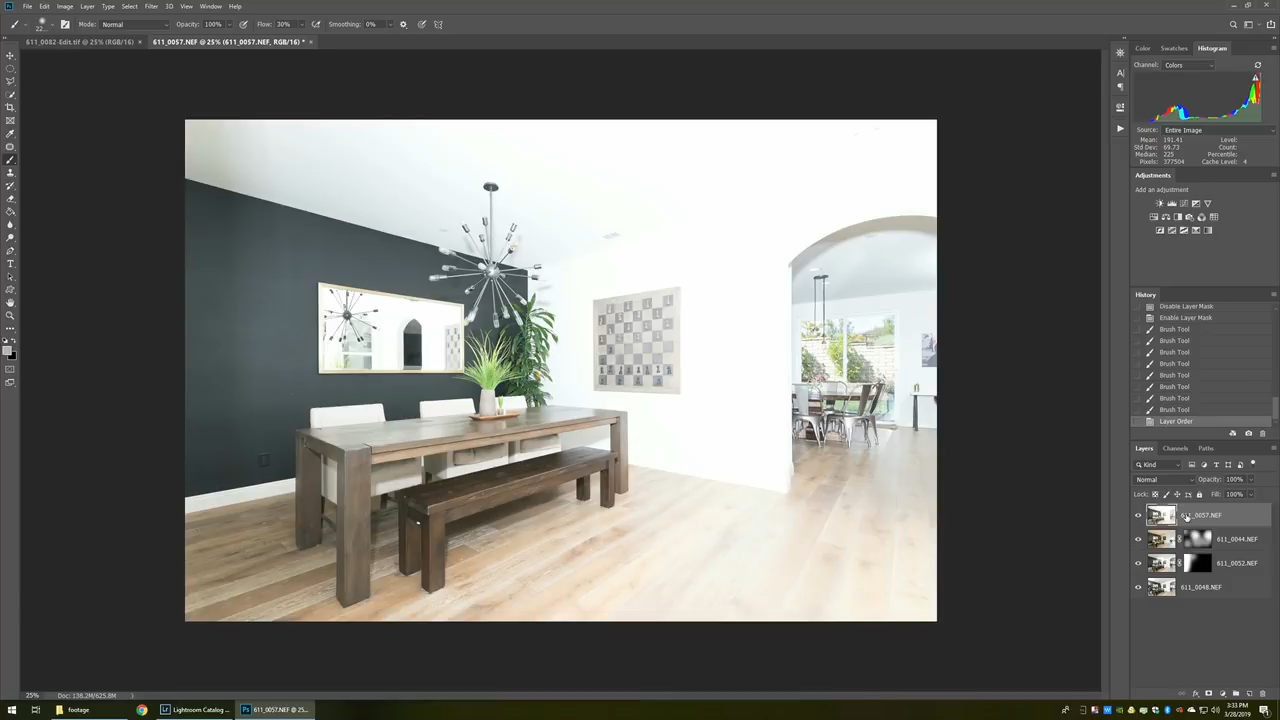 File Edit Image Layer Type Select Filter 3D View Window Help
22... Mode: Normal Opacity: 100% Flow: 30% Smoothing: 0%
611_0082-Edit.tif @ 25% (RGB/16) × 611_0057.NEF @ 25% (611_0057.NEF, RGB/16) * ×
Color Swatches Histogram
Channel: Colors
Source: Entire Image
Mean: 191.41 Level:
Std Dev: 69.73 Count:
Median: 225 Percentile:
Pixels: 377504 Cache Level: 4
Adjustments
Add an adjustment
History
Disable Layer Mask
Enable Layer Mask
Brush Tool
Brush Tool
Brush Tool
Brush Tool
Brush Tool
Brush Tool
Brush Tool
Brush Tool
Layer Order
Layers Channels Paths
Kind
Normal Opacity: 100%
Lock: Fill: 100%
611_0057.NEF
611_0044.NEF
611_0052.NEF
611_0048.NEF
25% Doc: 138.2M/625.8M
footage Lightroom Catalog ... 611_0057.NEF @ 25...
3:33 PM
3/28/2019